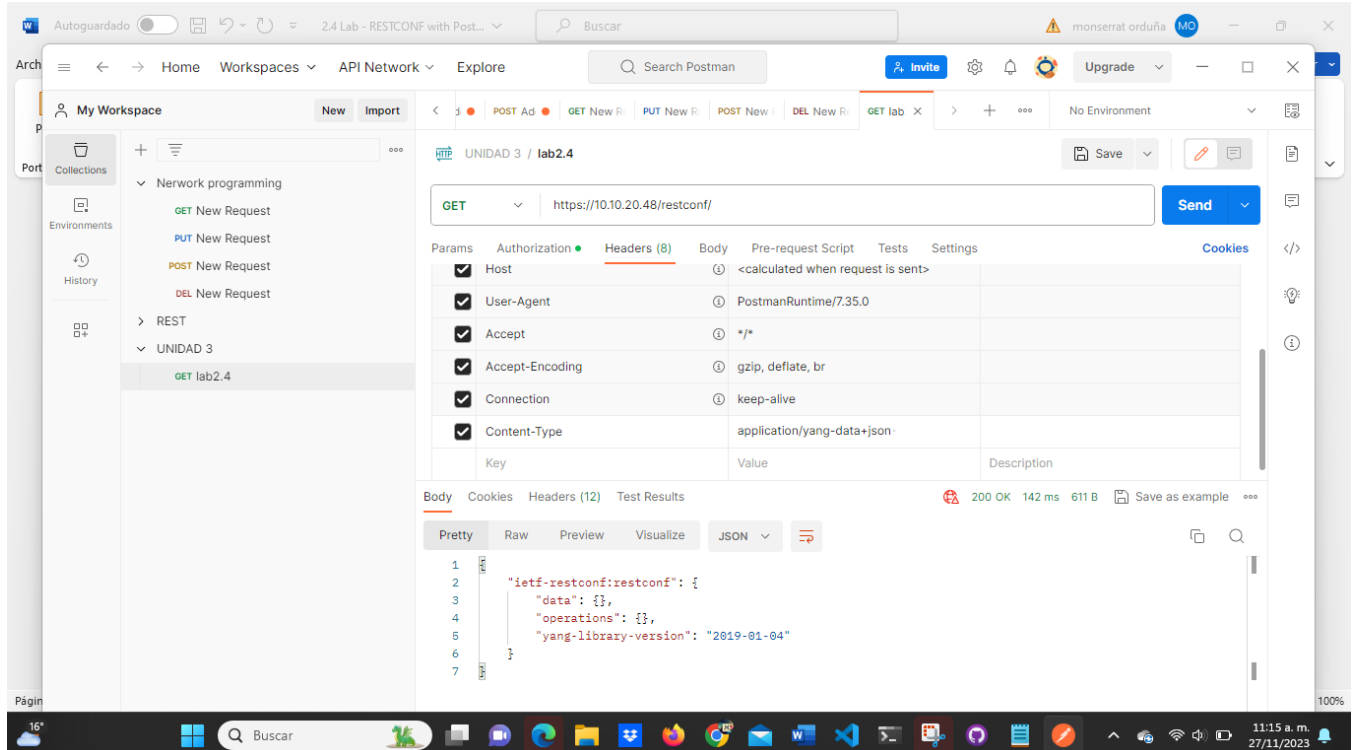 Autoguardado
2.4 Lab - RESTCONF with Post...
Buscar
monserrat orduña
MO
Arch
Home
Workspaces
API Network
Explore
Search Postman
Invite
Upgrade
My Workspace
New
Import
POST Ad
GET New R
PUT New R
POST New
DEL New R
GET lab
No Environment
Port
Collections
Environments
History
Nerwork programming
GET New Request
PUT New Request
POST New Request
DEL New Request
REST
UNIDAD 3
GET lab2.4
HTTP UNIDAD 3 / lab2.4
Save
GET
https://10.10.20.48/restconf/
Send
Params Authorization Headers (8) Body Pre-request Script Tests Settings
Cookies
Host <calculated when request is sent>
User-Agent PostmanRuntime/7.35.0
Accept */*
Accept-Encoding gzip, deflate, br
Connection keep-alive
Content-Type application/yang-data+json
Key Value Description
Body Cookies Headers (12) Test Results
200 OK 142 ms 611 B Save as example
Pretty Raw Preview Visualize JSON
1 {
2 "ietf-restconf:restconf": {
3 "data": {},
4 "operations": {},
5 "yang-library-version": "2019-01-04"
6 }
7 }
Págin
100%
16°
Buscar
11:15 a. m.
27/11/2023